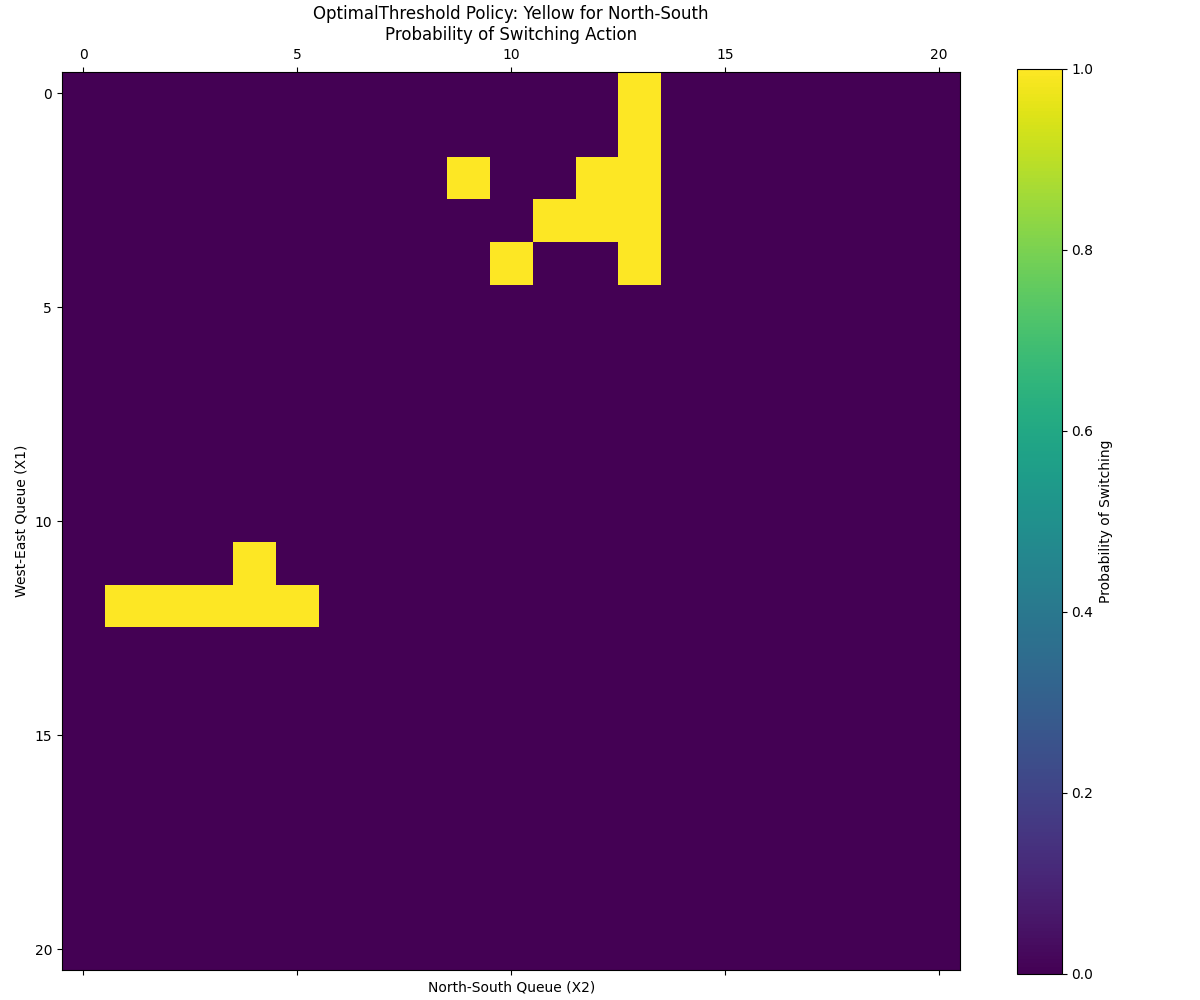 OptimalThreshold Policy: Yellow for North-South
Probability of Switching Action
0 5 10 15 20
0
5
10
15
20
West-East Queue (X1)
North-South Queue (X2)
1.0
0.8
0.6
0.4
0.2
0.0
Probability of Switching